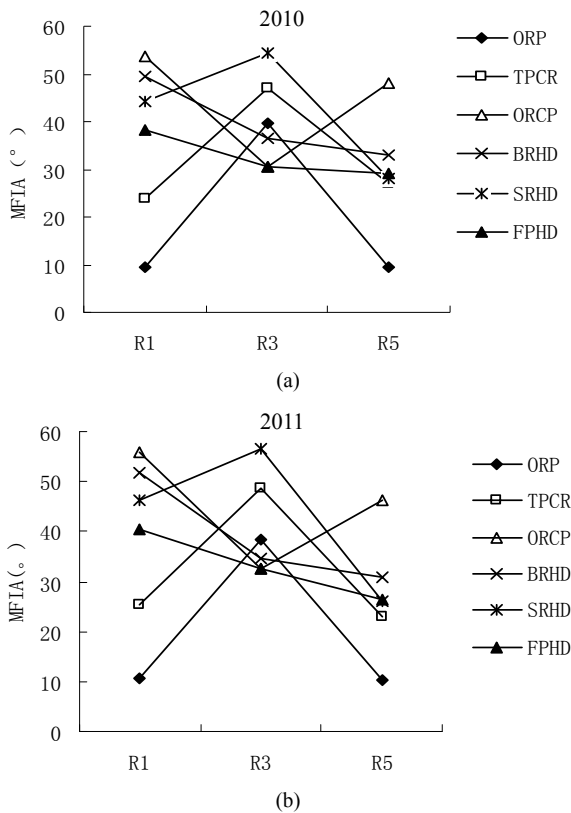 2010
60
50
40
30
20
10
0
MFIA (°)
R1 R3 R5
ORP
TPCR
ORCP
BRHD
SRHD
FPHD
(a)
2011
60
50
40
30
20
10
0
MFIA(。)
R1 R3 R5
ORP
TPCR
ORCP
BRHD
SRHD
FPHD
(b)